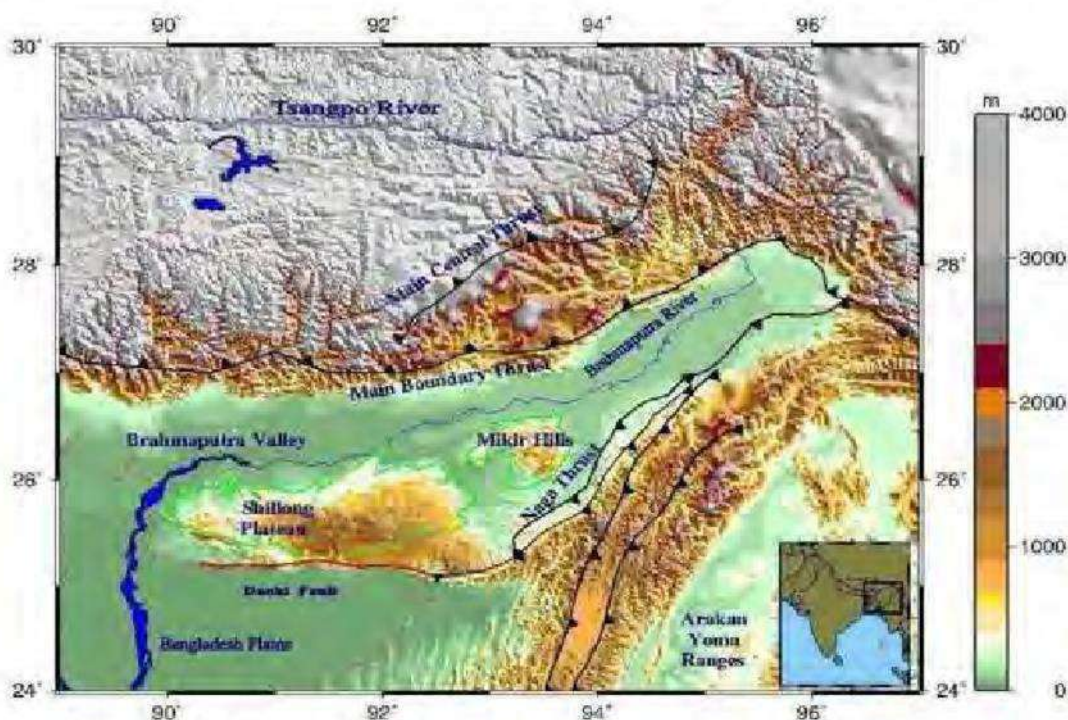 90
92
94
96
30°
30°
m
4000
Tsangpo River
Main Central Thrust
28
28
3000
Brahmaputra River
Main Boundary Thrust
2000
Brahmaputra Valley
Mikir Hills
26
26
Naga Thrust
Shillong
Plateau
1000
Dauki Fault
Arakan
Yoma
Ranges
Bangladesh Plains
24°
24°
0
90
92
94
96